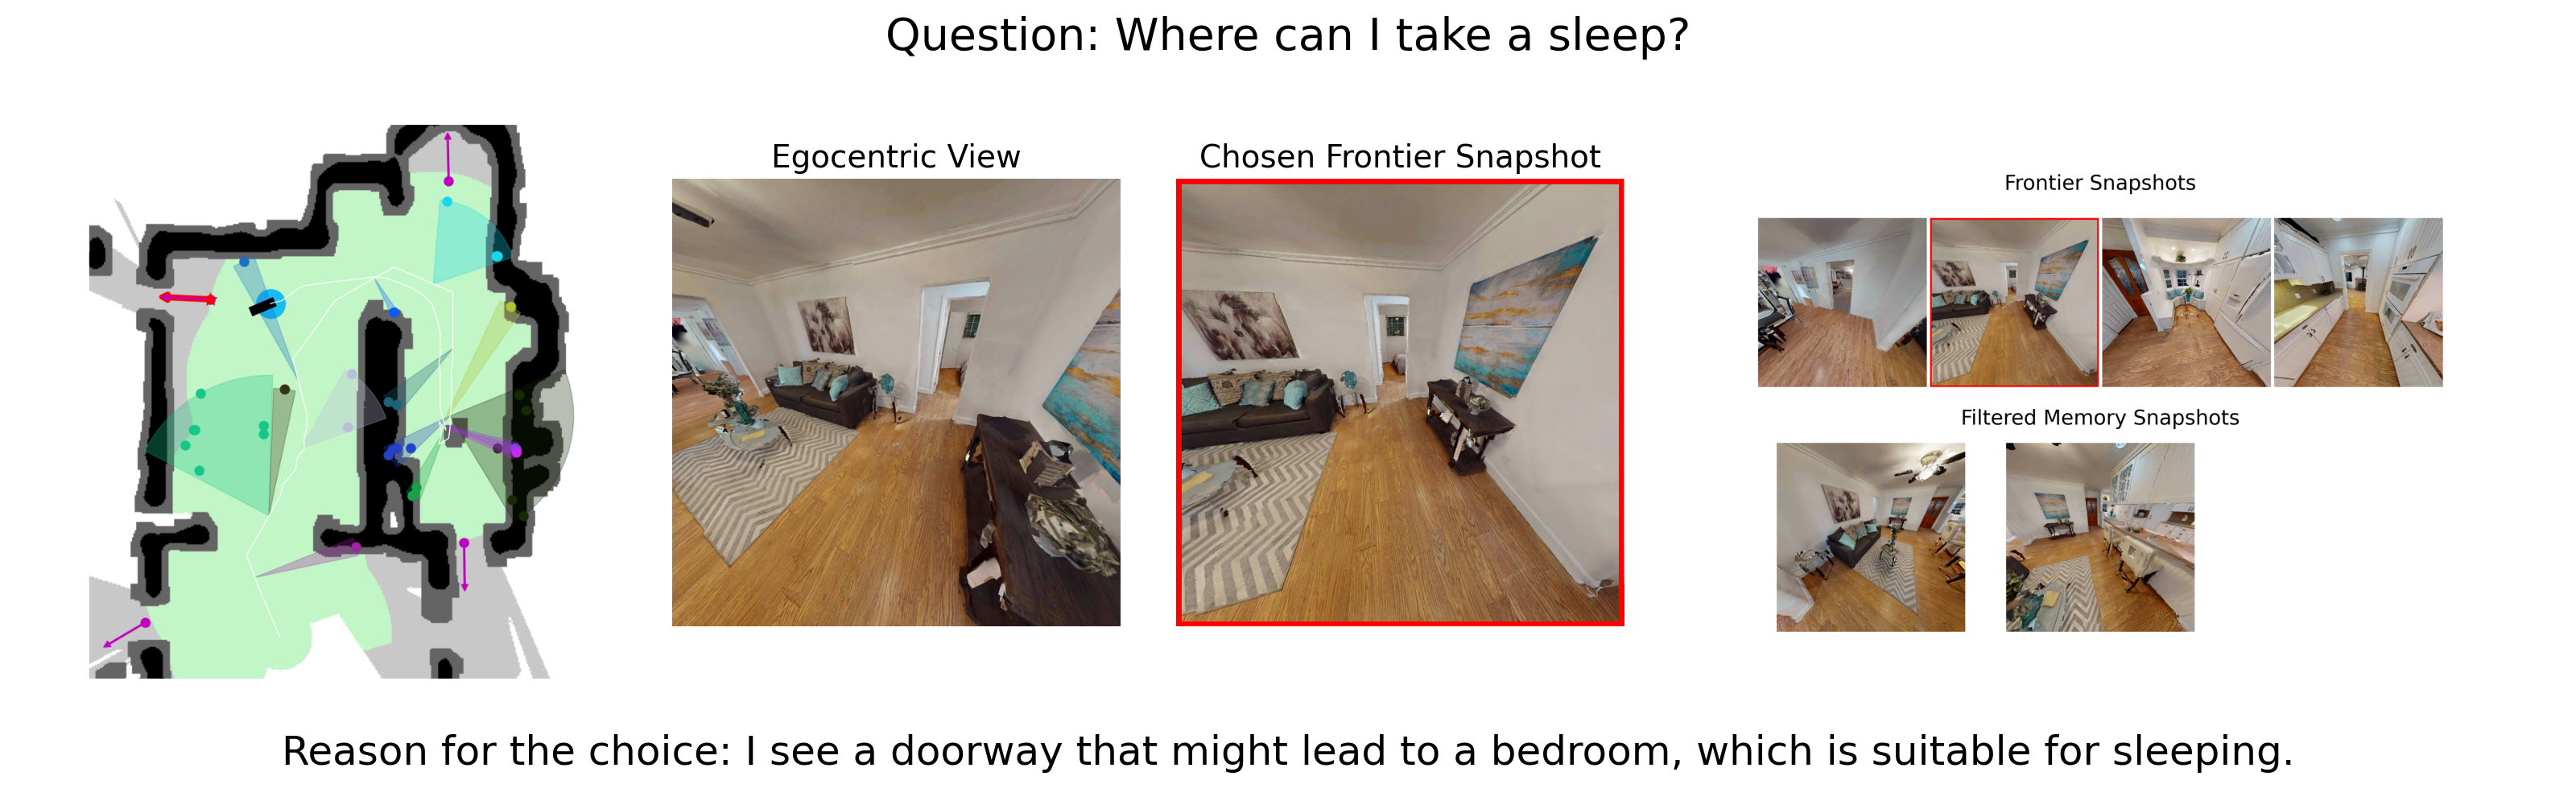 Question: Where can I take a sleep?
Egocentric View
Chosen Frontier Snapshot
Frontier Snapshots
Filtered Memory Snapshots
Reason for the choice: I see a doorway that might lead to a bedroom, which is suitable for sleeping.